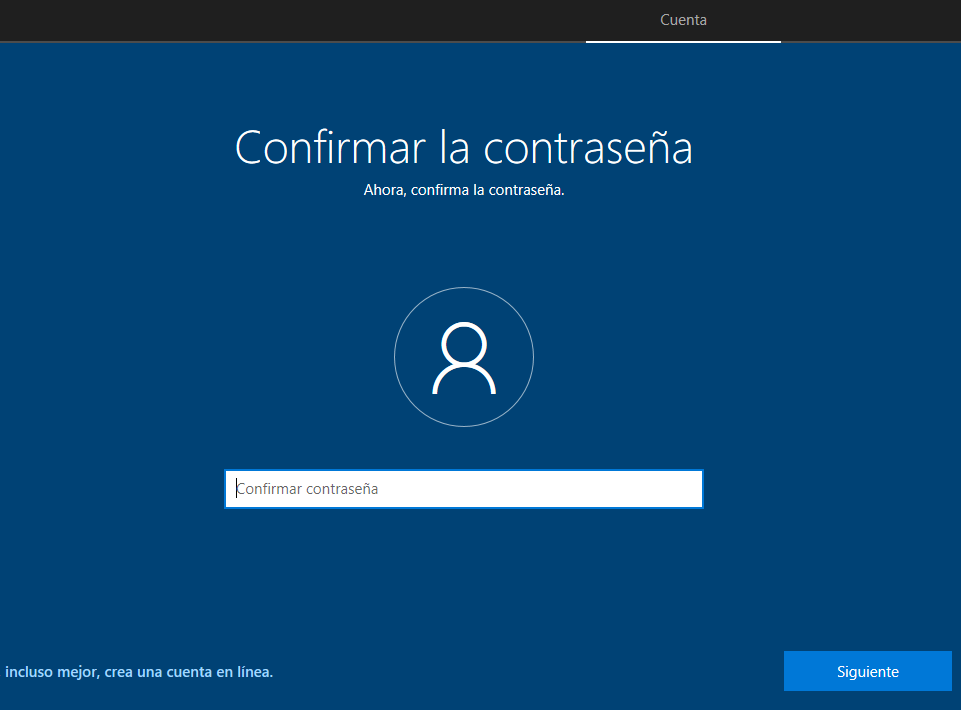 Cuenta
Confirmar la contraseña
Ahora, confirma la contraseña.
Confirmar contraseña
incluso mejor, crea una cuenta en línea.
Siguiente